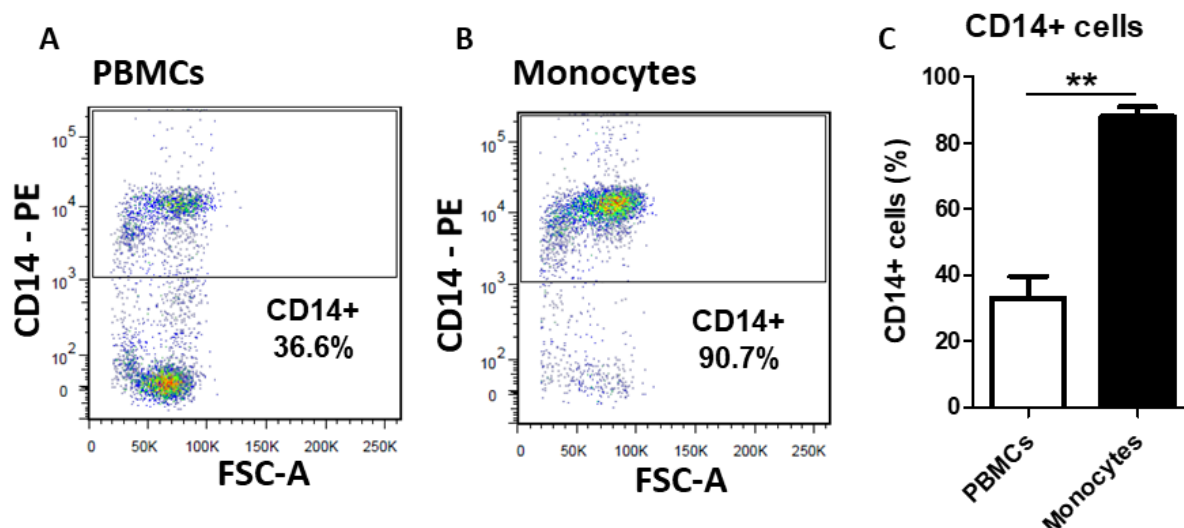 A
PBMCs
CD14 - PE
10^5
10^4
10^3
10^2
0
CD14+
36.6%
0 50K 100K 150K 200K 250K
FSC-A
B
Monocytes
CD14 - PE
10^5
10^4
10^3
10^2
0
CD14+
90.7%
0 50K 100K 150K 200K 250K
FSC-A
C
CD14+ cells
**
CD14+ cells (%)
100
80
60
40
20
0
PBMCs
Monocytes